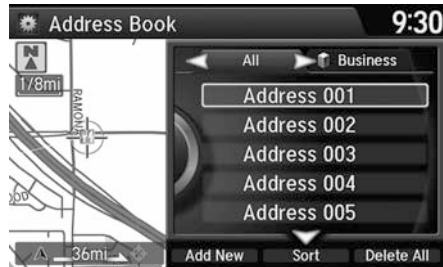 Address Book
9:30
N
1/8mi
RAMONE
All
Business
Address 001
Address 002
Address 003
Address 004
Address 005
36mi
Add New
Sort
Delete All